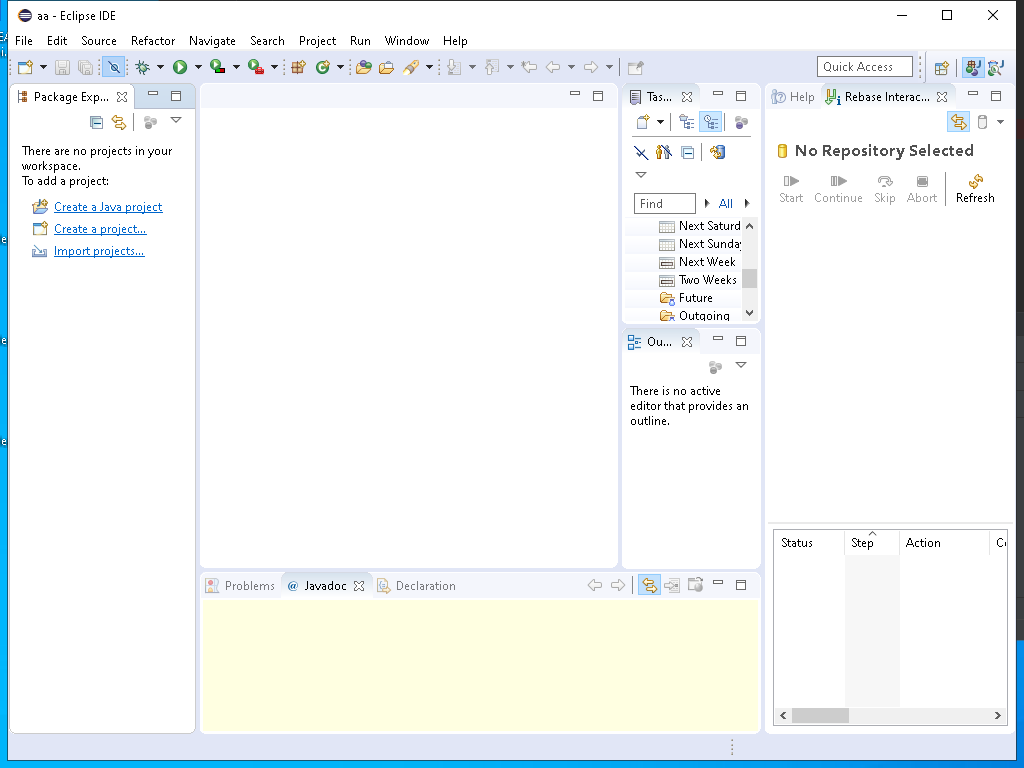 aa - Eclipse IDE
File Edit Source Refactor Navigate Search Project Run Window Help
Quick Access
Package Exp...
There are no projects in your
workspace.
To add a project:
Create a Java project
Create a project...
Import projects...
Tas...
Find
All
Next Saturd
Next Sunday
Next Week
Two Weeks
Future
Outgoing
Ou...
There is no active
editor that provides an
outline.
Help
Rebase Interac...
No Repository Selected
Start Continue Skip Abort Refresh
Status Step Action
Problems @ Javadoc Declaration